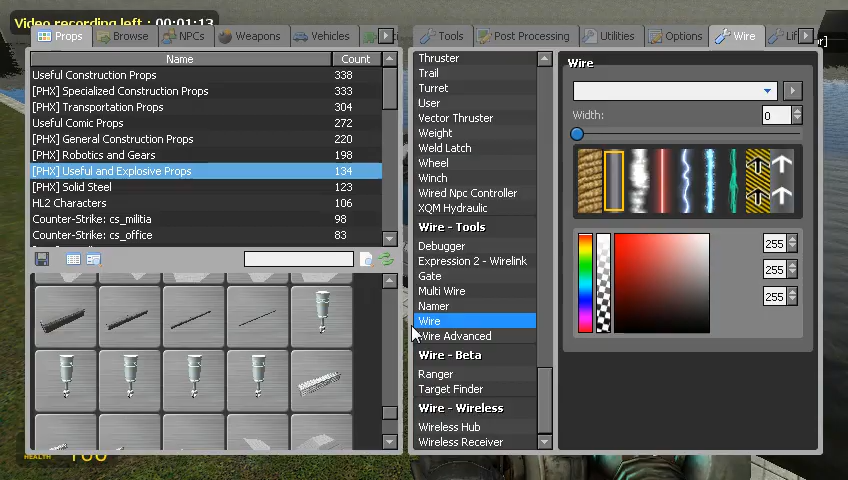 Video recording left : 00:01:13
Props Browse NPCs Weapons Vehicles
Name Count
Useful Construction Props 338
[PHX] Specialized Construction Props 333
[PHX] Transportation Props 304
Useful Comic Props 272
[PHX] General Construction Props 220
[PHX] Robotics and Gears 198
[PHX] Useful and Explosive Props 134
[PHX] Solid Steel 123
HL2 Characters 106
Counter-Strike: cs_militia 98
Counter-Strike: cs_office 83
HEALTH 100
Tools Post Processing Utilities Options Wire
Thruster
Trail
Turret
User
Vector Thruster
Weight
Weld Latch
Wheel
Winch
Wired Npc Controller
XQM Hydraulic
Wire - Tools
Debugger
Expression 2 - Wirelink
Gate
Multi Wire
Namer
Wire
Wire Advanced
Wire - Beta
Ranger
Target Finder
Wire - Wireless
Wireless Hub
Wireless Receiver
Wire
Width: 0
255
255
255